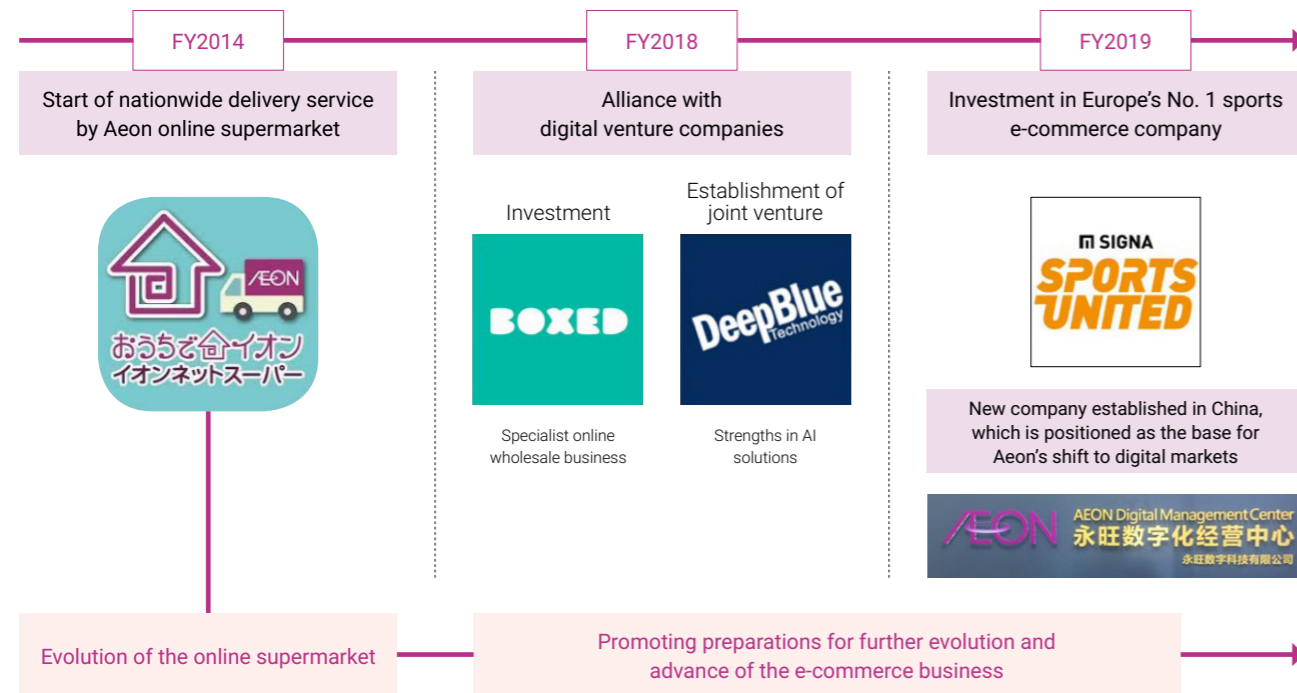 FY2014
FY2018
FY2019
Start of nationwide delivery service
by Aeon online supermarket
Alliance with
digital venture companies
Investment in Europe’s No. 1 sports
e-commerce company
ÆON
おうちでイオン
イオンネットスーパー
Investment
BOXED
Specialist online
wholesale business
Establishment of
joint venture
DeepBlue
Technology
Strengths in AI
solutions
SIGNA
SPORTS
UNITED
New company established in China,
which is positioned as the base for
Aeon’s shift to digital markets
ÆON
AEON Digital Management Center
永旺数字化经营中心
永旺数字科技有限公司
Evolution of the online supermarket
Promoting preparations for further evolution and
advance of the e-commerce business